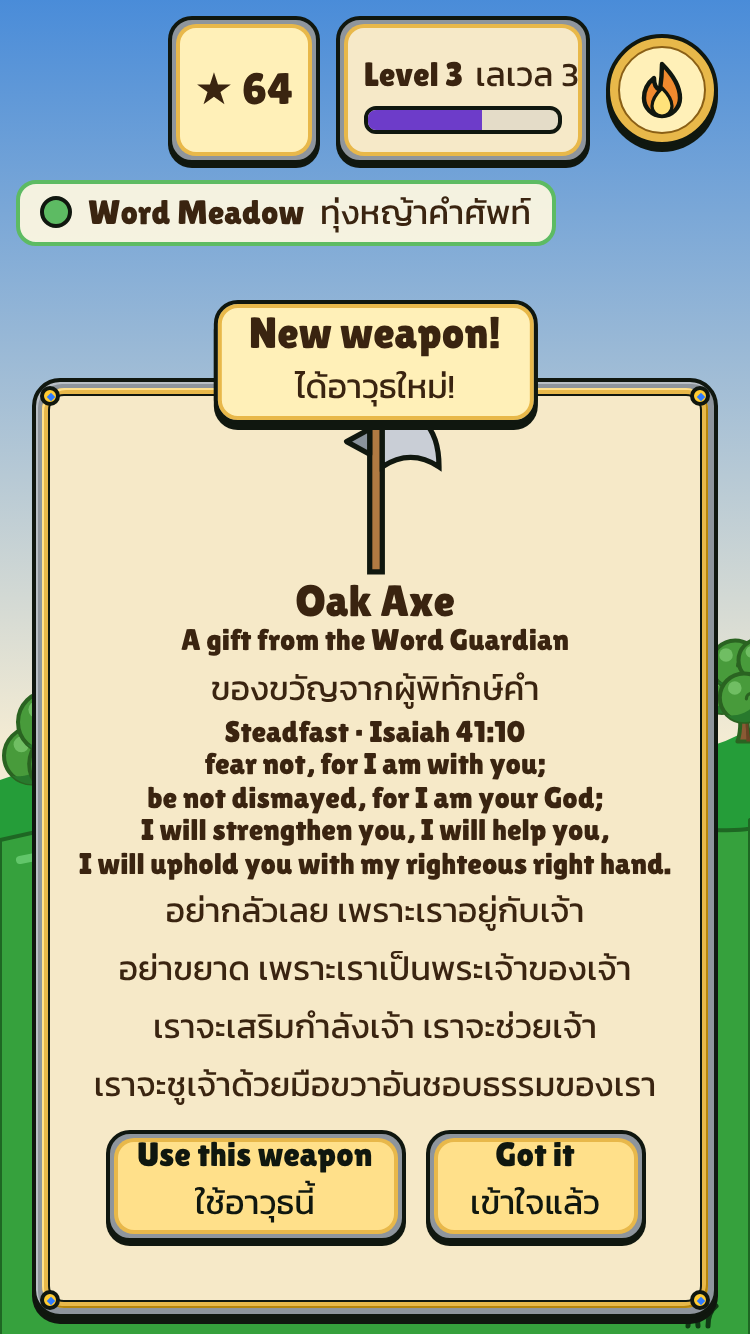 ★ 64
Level 3 เลเวล 3
Word Meadow ทุ่งหญ้าคำศัพท์
New weapon!
ได้อาวุธใหม่!
Oak Axe
A gift from the Word Guardian
ของขวัญจากผู้พิทักษ์คำ
Steadfast · Isaiah 41:10
fear not, for I am with you;
be not dismayed, for I am your God;
I will strengthen you, I will help you,
I will uphold you with my righteous right hand.
อย่ากลัวเลย เพราะเราอยู่กับเจ้า
อย่าขยาด เพราะเราเป็นพระเจ้าของเจ้า
เราจะเสริมกำลังเจ้า เราจะช่วยเจ้า
เราจะชูเจ้าด้วยมือขวาอันชอบธรรมของเรา
Use this weapon
ใช้อาวุธนี้
Got it
เข้าใจแล้ว